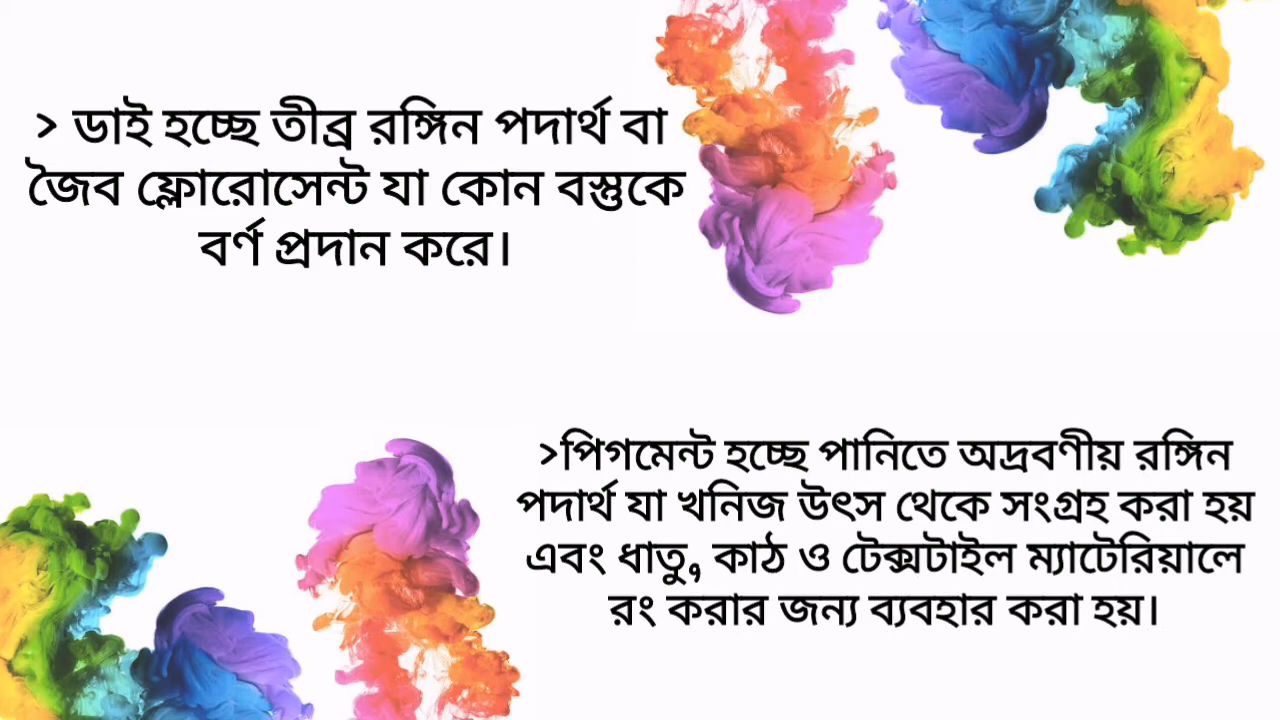 > ডাই হচ্ছে তীব্র রঙ্গিন পদার্থ বা
জৈব ফ্লোরোসেন্ট যা কোন বস্তুকে
বর্ণ প্রদান করে।
>পিগমেন্ট হচ্ছে পানিতে অদ্রবণীয় রঙ্গিন
পদার্থ যা খনিজ উৎস থেকে সংগ্রহ করা হয়
এবং ধাতু, কাঠ ও টেক্সটাইল ম্যাটেরিয়ালে
রং করার জন্য ব্যবহার করা হয়।